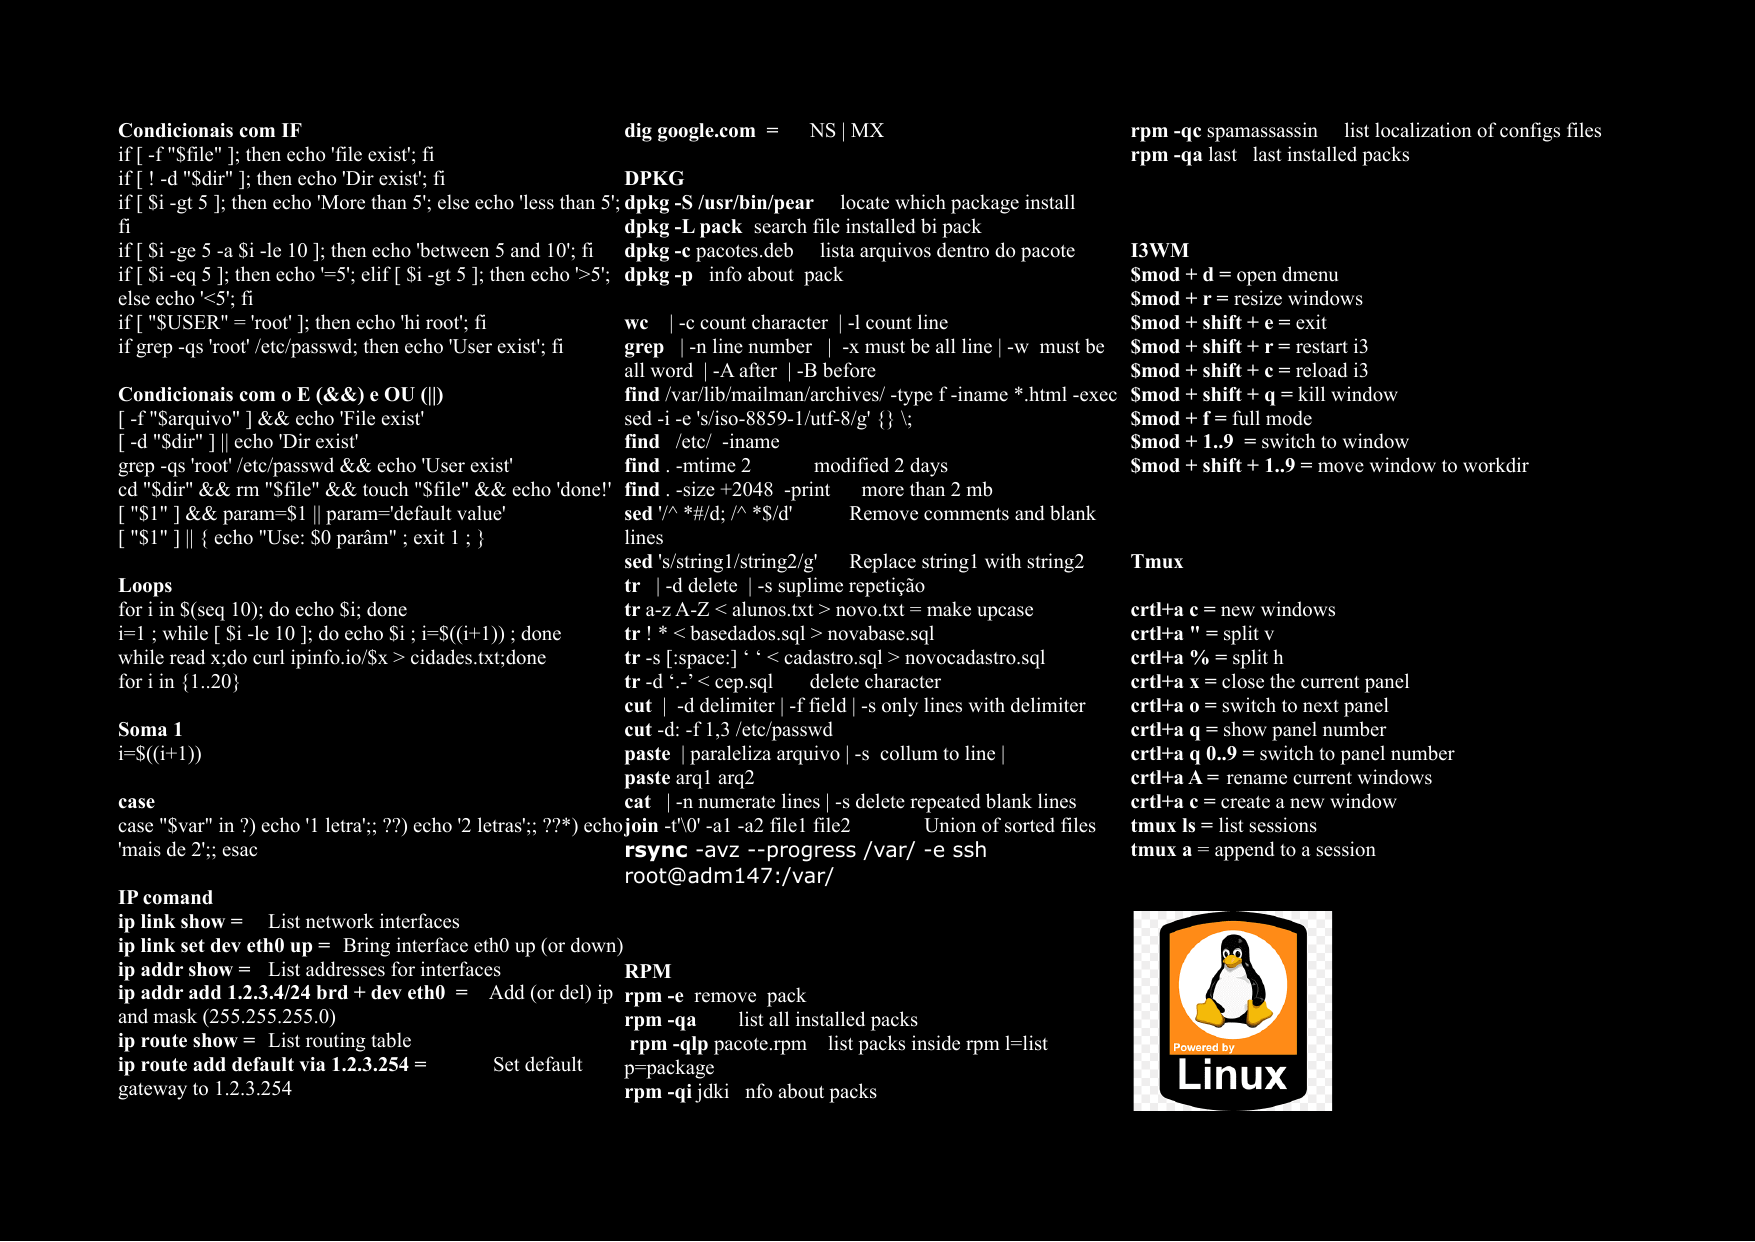 Condicionais com IF
if [ -f "$file" ]; then echo 'file exist'; fi
if [ ! -d "$dir" ]; then echo 'Dir exist'; fi
if [ $i -gt 5 ]; then echo 'More than 5'; else echo 'less than 5';
fi
if [ $i -ge 5 -a $i -le 10 ]; then echo 'between 5 and 10'; fi
if [ $i -eq 5 ]; then echo '=5'; elif [ $i -gt 5 ]; then echo '>5';
else echo '<5'; fi
if [ "$USER" = 'root' ]; then echo 'hi root'; fi
if grep -qs 'root' /etc/passwd; then echo 'User exist'; fi
Condicionais com o E (&&) e OU (||)
[ -f "$arquivo" ] && echo 'File exist'
[ -d "$dir" ] || echo 'Dir exist'
grep -qs 'root' /etc/passwd && echo 'User exist'
cd "$dir" && rm "$file" && touch "$file" && echo 'done!'
[ "$1" ] && param=$1 || param='default value'
[ "$1" ] || { echo "Use: $0 parâm" ; exit 1 ; }
Loops
for i in $(seq 10); do echo $i; done
i=1 ; while [ $i -le 10 ]; do echo $i ; i=$((i+1)) ; done
while read x;do curl ipinfo.io/$x > cidades.txt;done
for i in {1..20}
Soma 1
i=$((i+1))
case
case "$var" in ?) echo '1 letra';; ??) echo '2 letras';; ??*) echo
'mais de 2';; esac
IP comand
ip link show = List network interfaces
ip link set dev eth0 up = Bring interface eth0 up (or down)
ip addr show = List addresses for interfaces
ip addr add 1.2.3.4/24 brd + dev eth0 = Add (or del) ip
and mask (255.255.255.0)
ip route show = List routing table
ip route add default via 1.2.3.254 = Set default
gateway to 1.2.3.254
dig google.com = NS | MX
DPKG
dpkg -S /usr/bin/pear locate which package install
dpkg -L pack search file installed bi pack
dpkg -c pacotes.deb lista arquivos dentro do pacote
dpkg -p info about pack
wc | -c count character | -l count line
grep | -n line number | -x must be all line | -w must be
all word | -A after | -B before
find /var/lib/mailman/archives/ -type f -iname *.html -exec
sed -i -e 's/iso-8859-1/utf-8/g' {} \;
find /etc/ -iname
find . -mtime 2 modified 2 days
find . -size +2048 -print more than 2 mb
sed '/^ *#/d; /^ *$/d' Remove comments and blank
lines
sed 's/string1/string2/g' Replace string1 with string2
tr | -d delete | -s suplime repetição
tr a-z A-Z < alunos.txt > novo.txt = make upcase
tr ! * < basedados.sql > novabase.sql
tr -s [:space:] ‘ ‘ < cadastro.sql > novocadastro.sql
tr -d ‘.-’ < cep.sql delete character
cut | -d delimiter | -f field | -s only lines with delimiter
cut -d: -f 1,3 /etc/passwd
paste | paraleliza arquivo | -s collum to line |
paste arq1 arq2
cat | -n numerate lines | -s delete repeated blank lines
join -t'\0' -a1 -a2 file1 file2 Union of sorted files
rsync -avz --progress /var/ -e ssh
root@adm147:/var/
RPM
rpm -e remove pack
rpm -qa list all installed packs
rpm -qlp pacote.rpm list packs inside rpm l=list
p=package
rpm -qi jdki nfo about packs
rpm -qc spamassassin list localization of configs files
rpm -qa last last installed packs
I3WM
$mod + d = open dmenu
$mod + r = resize windows
$mod + shift + e = exit
$mod + shift + r = restart i3
$mod + shift + c = reload i3
$mod + shift + q = kill window
$mod + f = full mode
$mod + 1..9 = switch to window
$mod + shift + 1..9 = move window to workdir
Tmux
crtl+a c = new windows
crtl+a " = split v
crtl+a % = split h
crtl+a x = close the current panel
crtl+a o = switch to next panel
crtl+a q = show panel number
crtl+a q 0..9 = switch to panel number
crtl+a A = rename current windows
crtl+a c = create a new window
tmux ls = list sessions
tmux a = append to a session
Powered by
Linux